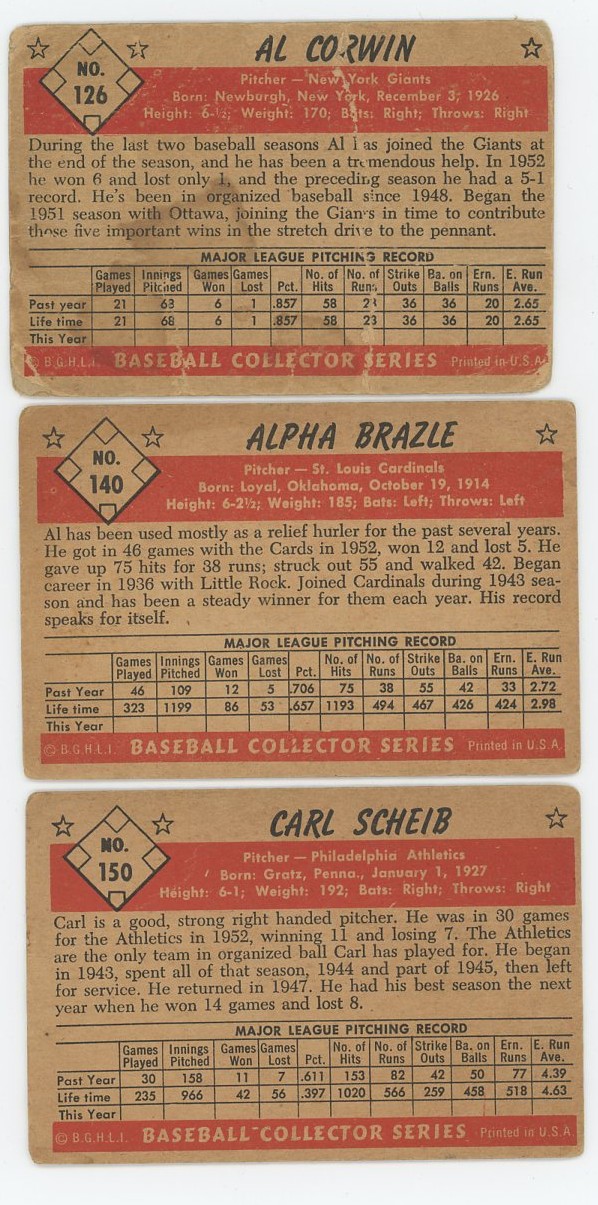 NO.
126
AL CORWIN
Pitcher — New York Giants
Born: Newburgh, New York, Recember 3, 1926
Height: 6-½; Weight: 170; Bats: Right; Throws: Right
During the last two baseball seasons Al has joined the Giants at
the end of the season, and he has been a tremendous help. In 1952
he won 6 and lost only 1, and the preceding season he had a 5-1
record. He's been in organized baseball since 1948. Began the
1951 season with Ottawa, joining the Giants in time to contribute
those five important wins in the stretch drive to the pennant.
MAJOR LEAGUE PITCHING RECORD
Games Played Innings Pitched Games Won Games Lost Pct. No. of Hits No. of Runs Strike Outs Ba. on Balls Ern. Runs E. Run Ave.
Past year 21 68 6 1 .857 58 23 36 36 20 2.65
Life time 21 68 6 1 .857 58 23 36 36 20 2.65
This Year
© B.G.H.L.I. BASEBALL COLLECTOR SERIES Printed in U.S.A.
NO.
140
ALPHA BRAZLE
Pitcher — St. Louis Cardinals
Born: Loyal, Oklahoma, October 19, 1914
Height: 6-2½; Weight: 185; Bats: Left; Throws: Left
Al has been used mostly as a relief hurler for the past several years.
He got in 46 games with the Cards in 1952, won 12 and lost 5. He
gave up 75 hits for 38 runs; struck out 55 and walked 42. Began
career in 1936 with Little Rock. Joined Cardinals during 1943 sea-
son and has been a steady winner for them each year. His record
speaks for itself.
MAJOR LEAGUE PITCHING RECORD
Games Played Innings Pitched Games Won Games Lost Pct. No. of Hits No. of Runs Strike Outs Ba. on Balls Ern. Runs E. Run Ave.
Past Year 46 109 12 5 .706 75 38 55 42 33 2.72
Life time 323 1199 86 53 .657 1193 494 467 426 424 2.98
This Year
© B.G.H.L.I. BASEBALL COLLECTOR SERIES Printed in U.S.A.
NO.
150
CARL SCHEIB
Pitcher — Philadelphia Athletics
Born: Gratz, Penna., January 1, 1927
Height: 6-1; Weight: 192; Bats: Right; Throws: Right
Carl is a good, strong right handed pitcher. He was in 30 games
for the Athletics in 1952, winning 11 and losing 7. The Athletics
are the only team in organized ball Carl has played for. He began
in 1943, spent all of that season, 1944 and part of 1945, then left
for service. He returned in 1947. He had his best season the next
year when he won 14 games and lost 8.
MAJOR LEAGUE PITCHING RECORD
Games Played Innings Pitched Games Won Games Lost Pct. No. of Hits No. of Runs Strike Outs Ba. on Balls Ern. Runs E. Run Ave.
Past Year 30 158 11 7 .611 153 82 42 50 77 4.39
Life time 235 966 42 56 .397 1020 566 259 458 518 4.63
This Year
© B.G.H.L.I. BASEBALL COLLECTOR SERIES Printed in U.S.A.